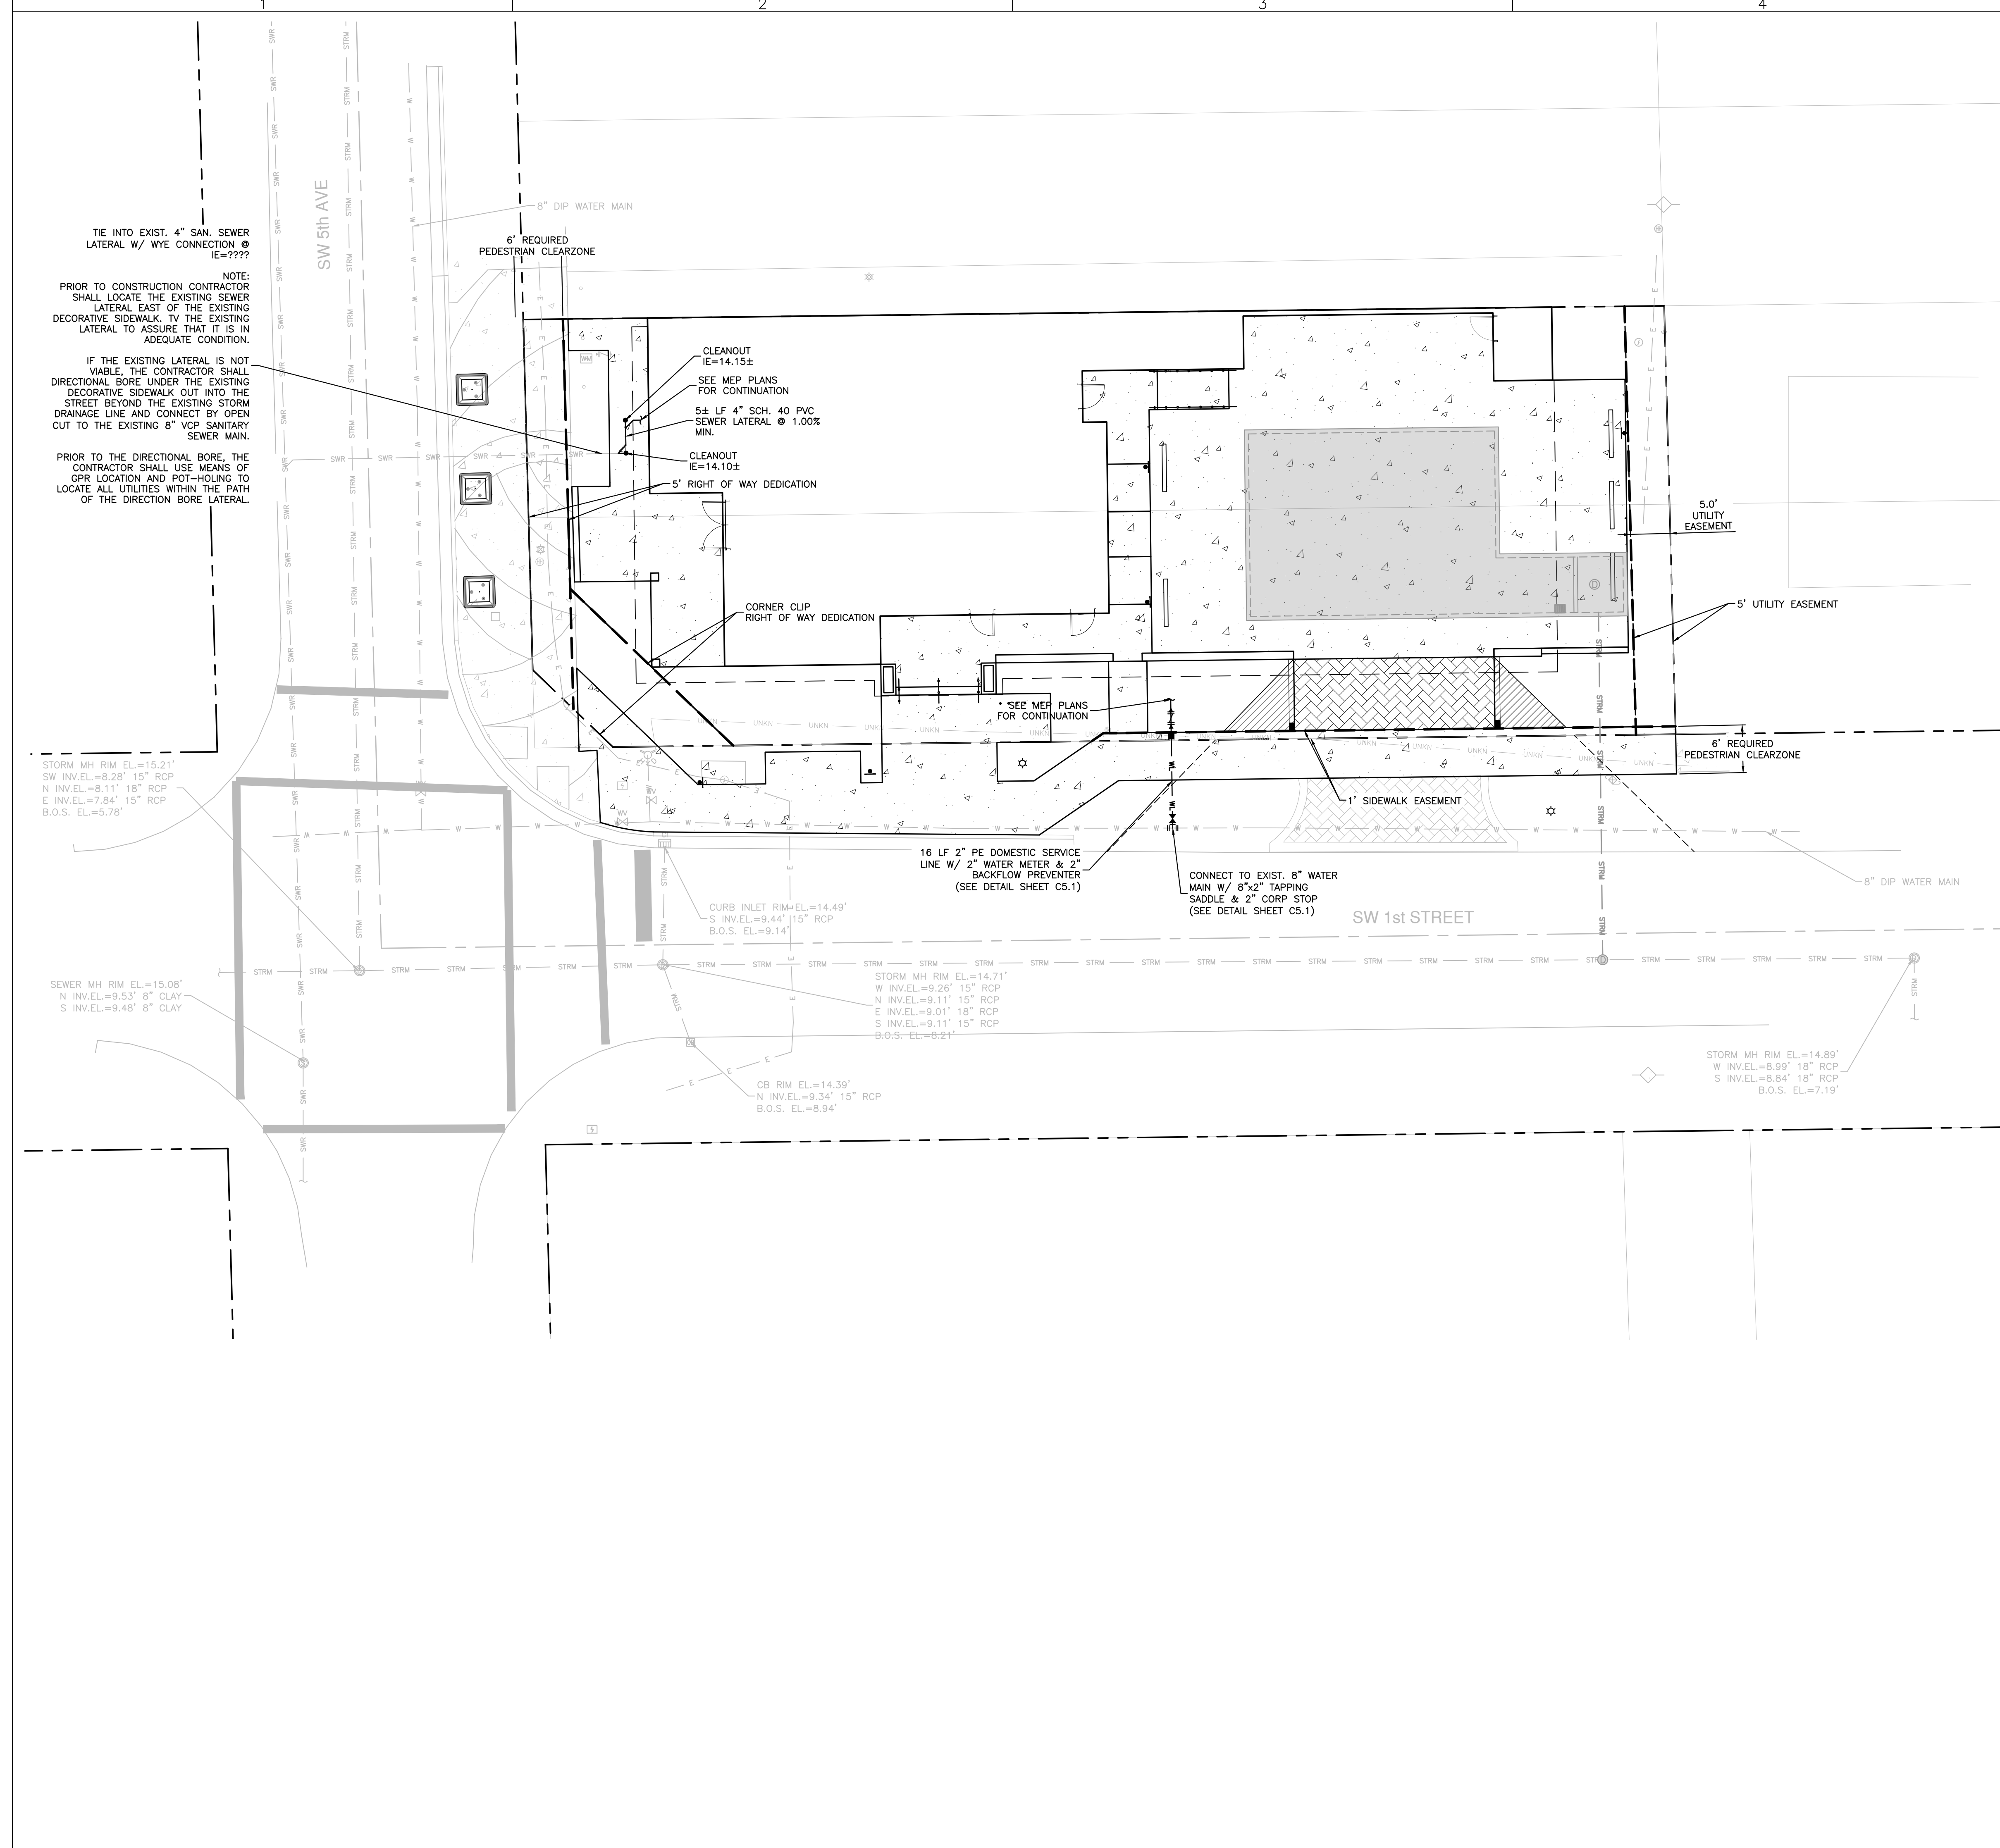 1 2 3 4
SW 5th AVE
8" DIP WATER MAIN
TIE INTO EXIST. 4" SAN. SEWER
LATERAL W/ WYE CONNECTION @
IE=????
NOTE:
PRIOR TO CONSTRUCTION CONTRACTOR
SHALL LOCATE THE EXISTING SEWER
LATERAL EAST OF THE EXISTING
DECORATIVE SIDEWALK. TV THE EXISTING
LATERAL TO ASSURE THAT IT IS IN
ADEQUATE CONDITION.
IF THE EXISTING LATERAL IS NOT
VIABLE, THE CONTRACTOR SHALL
DIRECTIONAL BORE UNDER THE EXISTING
DECORATIVE SIDEWALK OUT INTO THE
STREET BEYOND THE EXISTING STORM
DRAINAGE LINE AND CONNECT BY OPEN
CUT TO THE EXISTING 8" VCP SANITARY
SEWER MAIN.
PRIOR TO THE DIRECTIONAL BORE, THE
CONTRACTOR SHALL USE MEANS OF
GPR LOCATION AND POT-HOLING TO
LOCATE ALL UTILITIES WITHIN THE PATH
OF THE DIRECTION BORE LATERAL.
6' REQUIRED
PEDESTRIAN CLEARZONE
CLEANOUT
IE=14.15±
SEE MEP PLANS
FOR CONTINUATION
5± LF 4" SCH. 40 PVC
SEWER LATERAL @ 1.00%
MIN.
CLEANOUT
IE=14.10±
5' RIGHT OF WAY DEDICATION
CORNER CLIP
RIGHT OF WAY DEDICATION
5.0'
UTILITY
EASEMENT
5' UTILITY EASEMENT
SEE MEP PLANS
FOR CONTINUATION
6' REQUIRED
PEDESTRIAN CLEARZONE
1' SIDEWALK EASEMENT
STORM MH RIM EL.=15.21'
SW INV.EL.=8.28' 15" RCP
N INV.EL.=8.11' 18" RCP
E INV.EL.=7.84' 15" RCP
B.O.S. EL.=5.78'
16 LF 2" PE DOMESTIC SERVICE
LINE W/ 2" WATER METER & 2"
BACKFLOW PREVENTER
(SEE DETAIL SHEET C5.1)
CONNECT TO EXIST. 8" WATER
MAIN W/ 8"x2" TAPPING
SADDLE & 2" CORP STOP
(SEE DETAIL SHEET C5.1)
8" DIP WATER MAIN
SW 1st STREET
CURB INLET RIM EL.=14.49'
S INV.EL.=9.44' 15" RCP
B.O.S. EL.=9.14'
SEWER MH RIM EL.=15.08'
N INV.EL.=9.53' 8" CLAY
S INV.EL.=9.48' 8" CLAY
STORM MH RIM EL.=14.71'
W INV.EL.=9.26' 15" RCP
N INV.EL.=9.11' 15" RCP
E INV.EL.=9.01' 18" RCP
S INV.EL.=9.11' 15" RCP
B.O.S. EL.=8.21'
CB RIM EL.=14.39'
N INV.EL.=9.34' 15" RCP
B.O.S. EL.=8.94'
STORM MH RIM EL.=14.89'
W INV.EL.=8.99' 18" RCP
S INV.EL.=8.84' 18" RCP
B.O.S. EL.=7.19'